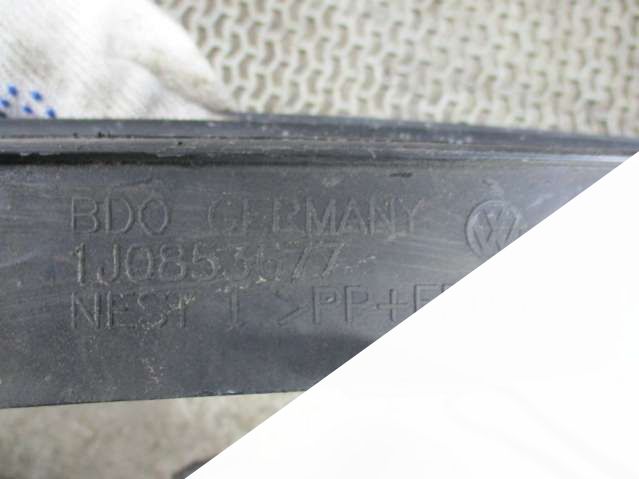 BDO GERMANY
1J0853677
NEST 1 >PP+E